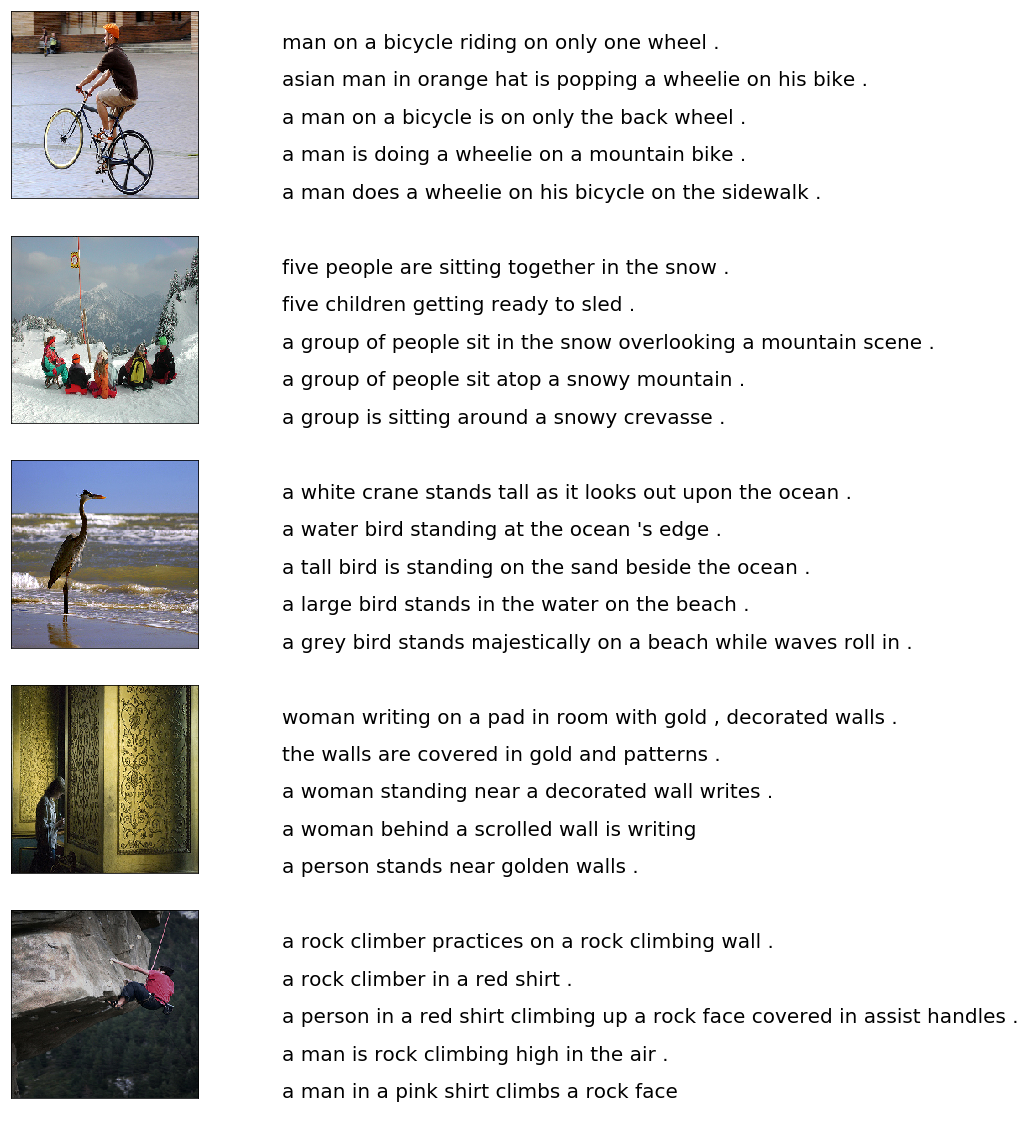 man on a bicycle riding on only one wheel .
asian man in orange hat is popping a wheelie on his bike .
a man on a bicycle is on only the back wheel .
a man is doing a wheelie on a mountain bike .
a man does a wheelie on his bicycle on the sidewalk .
five people are sitting together in the snow .
five children getting ready to sled .
a group of people sit in the snow overlooking a mountain scene .
a group of people sit atop a snowy mountain .
a group is sitting around a snowy crevasse .
a white crane stands tall as it looks out upon the ocean .
a water bird standing at the ocean 's edge .
a tall bird is standing on the sand beside the ocean .
a large bird stands in the water on the beach .
a grey bird stands majestically on a beach while waves roll in .
woman writing on a pad in room with gold , decorated walls .
the walls are covered in gold and patterns .
a woman standing near a decorated wall writes .
a woman behind a scrolled wall is writing
a person stands near golden walls .
a rock climber practices on a rock climbing wall .
a rock climber in a red shirt .
a person in a red shirt climbing up a rock face covered in assist handles .
a man is rock climbing high in the air .
a man in a pink shirt climbs a rock face